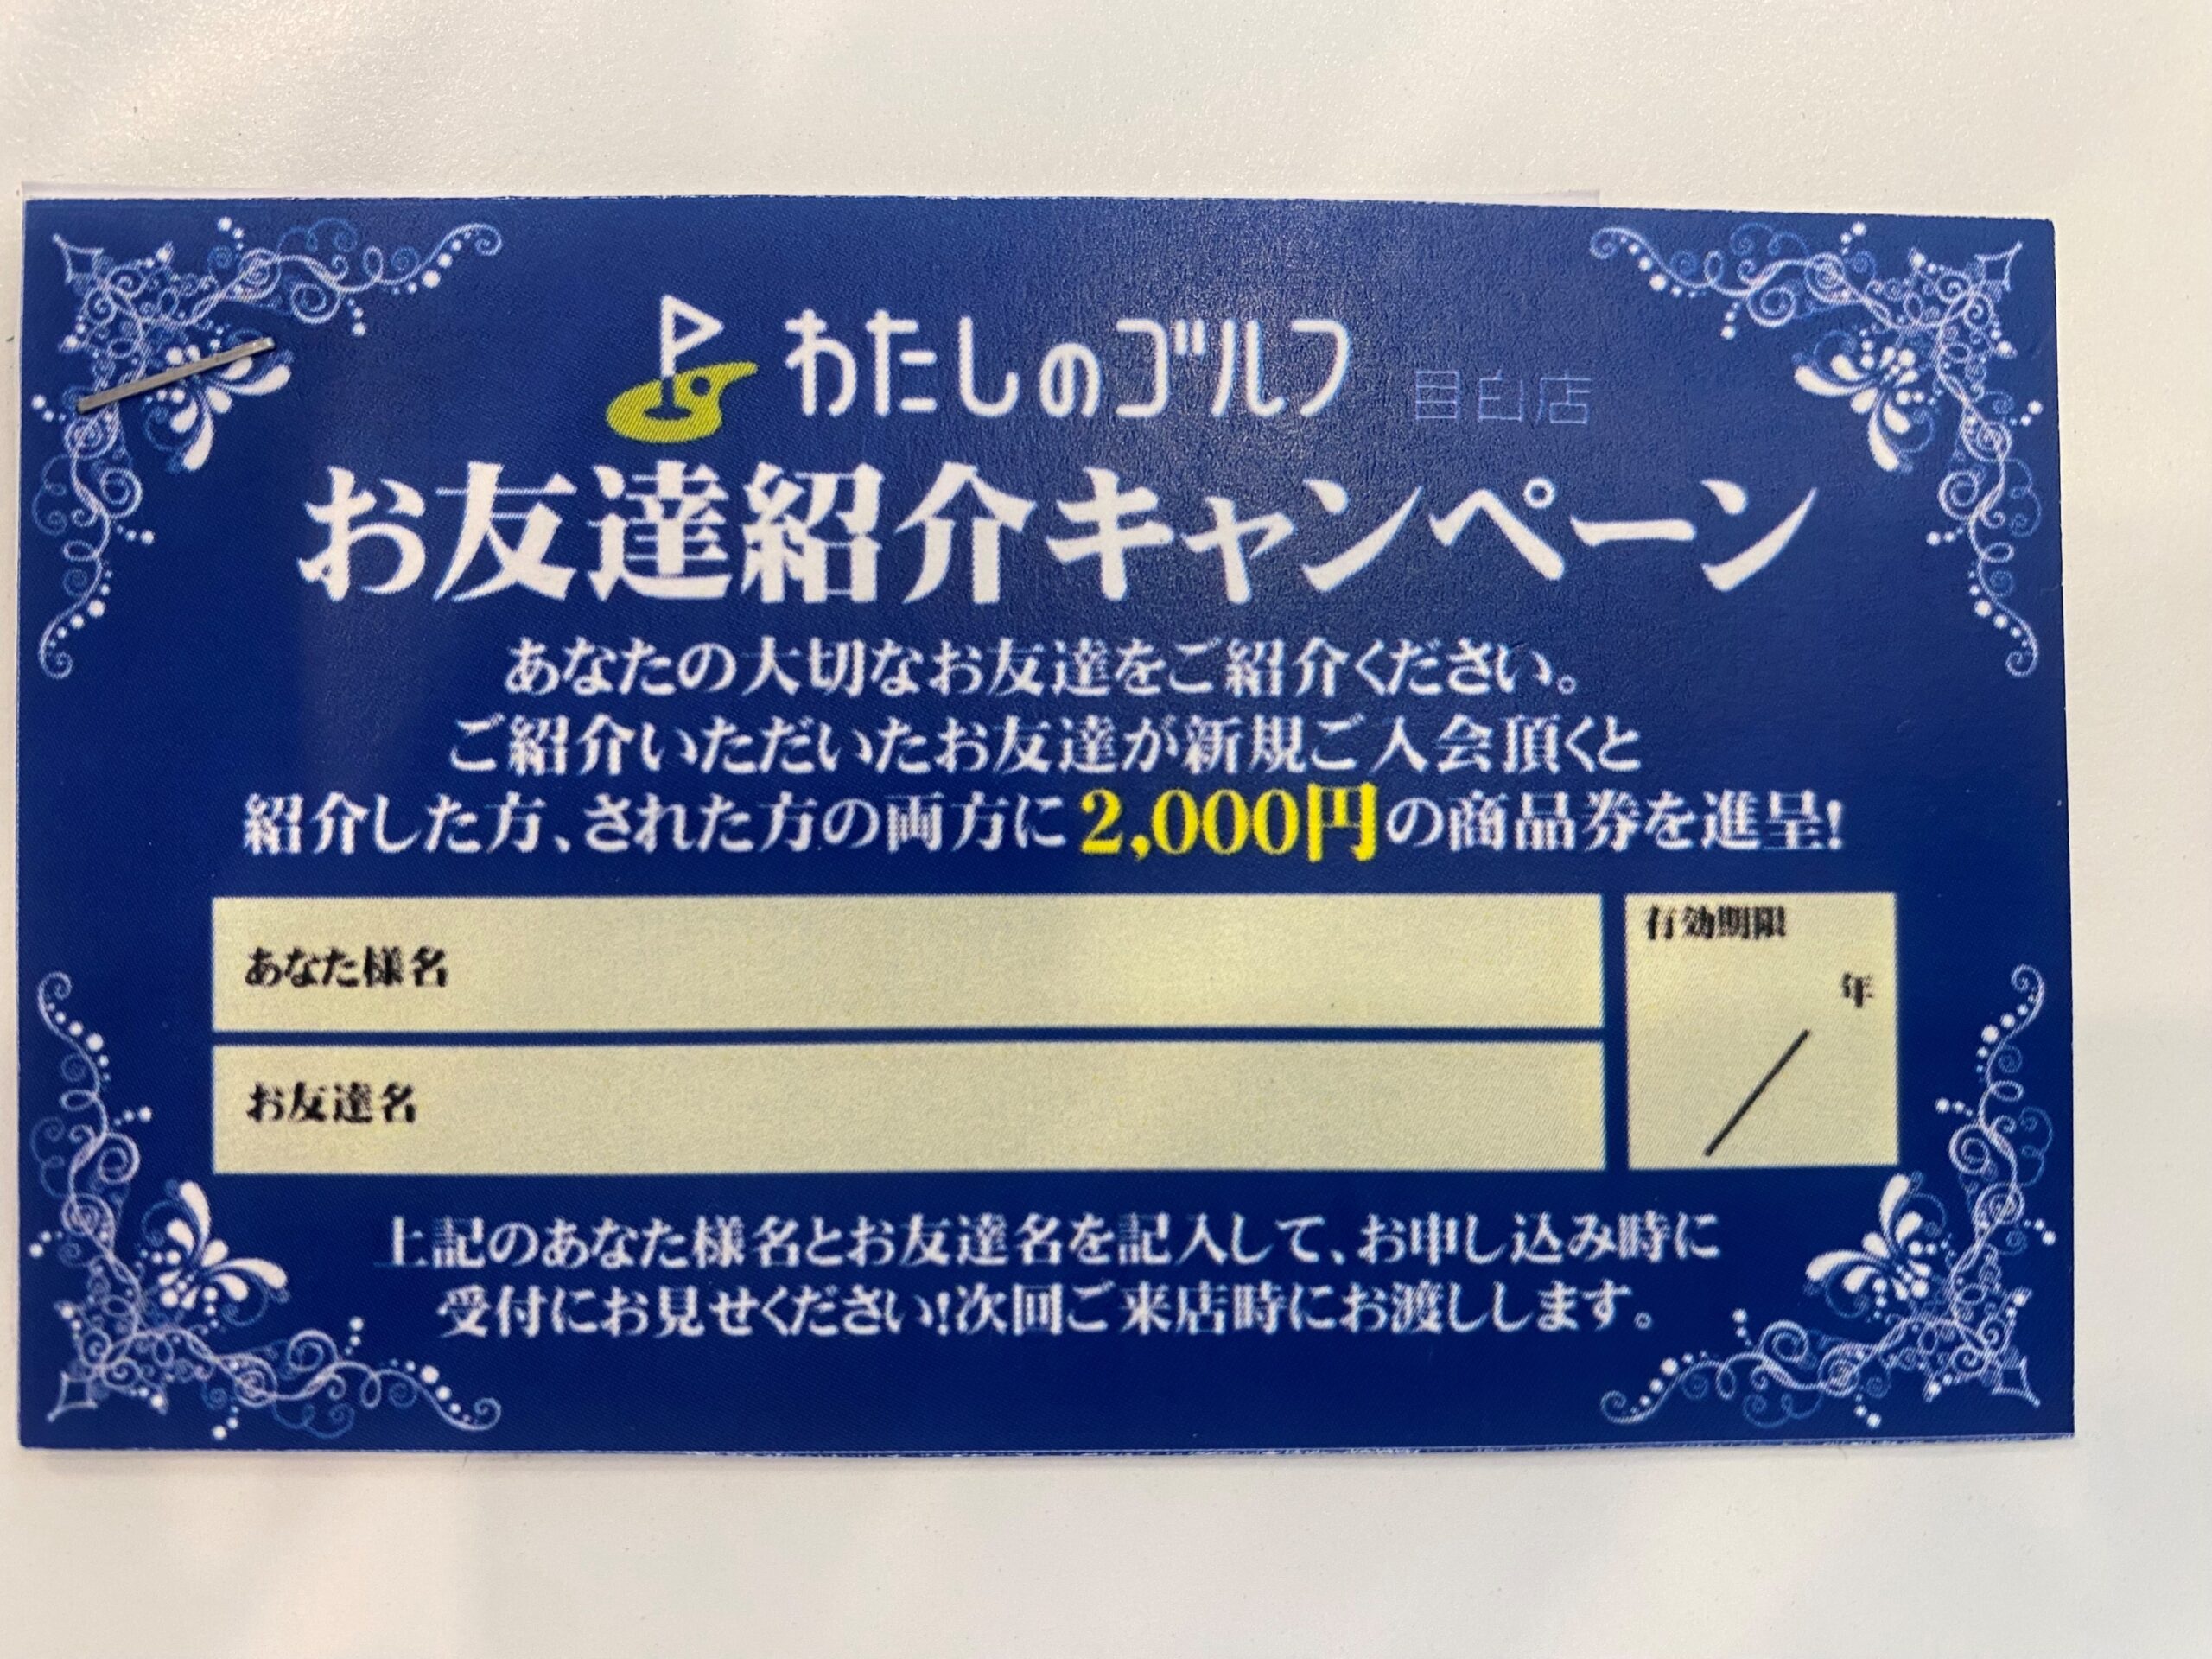 わたしのゴルフ 目白店
お友達紹介キャンペーン
あなたの大切なお友達をご紹介ください。
ご紹介いただいたお友達が新規ご入会頂くと
紹介した方、された方の両方に2,000円の商品券を進呈!
あなた様名
有効期限
年
/
お友達名
上記のあなた様名とお友達名を記入して、お申し込み時に
受付にお見せください!次回ご来店時にお渡しします。